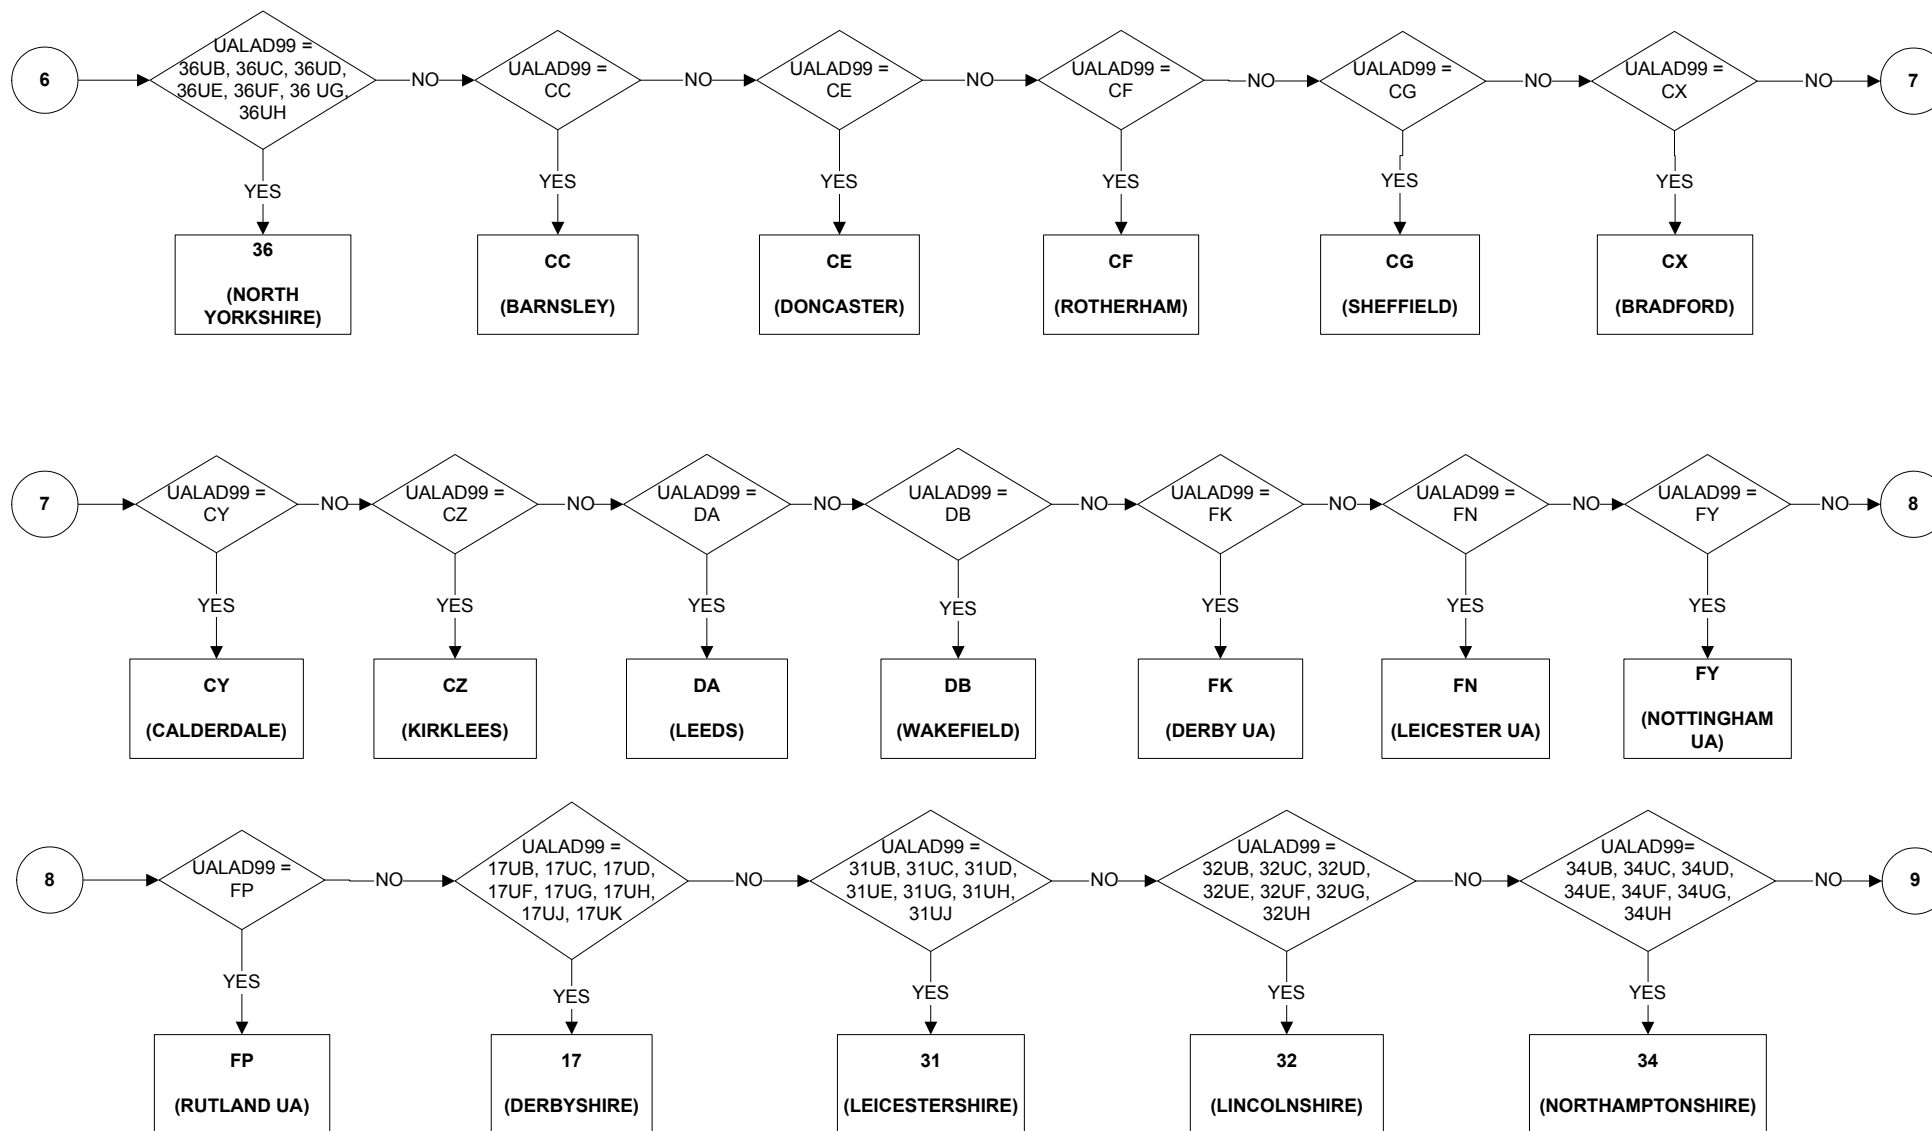 6
UALAD99 =
36UB, 36UC, 36UD,
36UE, 36UF, 36 UG,
36UH
NO
UALAD99 =
CC
NO
UALAD99 =
CE
NO
UALAD99 =
CF
NO
UALAD99 =
CG
NO
UALAD99 =
CX
NO
7
YES
YES
YES
YES
YES
YES
36
(NORTH
YORKSHIRE)
CC
(BARNSLEY)
CE
(DONCASTER)
CF
(ROTHERHAM)
CG
(SHEFFIELD)
CX
(BRADFORD)
7
UALAD99 =
CY
NO
UALAD99 =
CZ
NO
UALAD99 =
DA
NO
UALAD99 =
DB
NO
UALAD99 =
FK
NO
UALAD99 =
FN
NO
UALAD99 =
FY
NO
8
YES
YES
YES
YES
YES
YES
YES
CY
(CALDERDALE)
CZ
(KIRKLEES)
DA
(LEEDS)
DB
(WAKEFIELD)
FK
(DERBY UA)
FN
(LEICESTER UA)
FY
(NOTTINGHAM
UA)
8
UALAD99 =
FP
NO
UALAD99 =
17UB, 17UC, 17UD,
17UF, 17UG, 17UH,
17UJ, 17UK
NO
UALAD99 =
31UB, 31UC, 31UD,
31UE, 31UG, 31UH,
31UJ
NO
UALAD99 =
32UB, 32UC, 32UD,
32UE, 32UF, 32UG,
32UH
NO
UALAD99=
34UB, 34UC, 34UD,
34UE, 34UF, 34UG,
34UH
NO
9
YES
YES
YES
YES
YES
FP
(RUTLAND UA)
17
(DERBYSHIRE)
31
(LEICESTERSHIRE)
32
(LINCOLNSHIRE)
34
(NORTHAMPTONSHIRE)